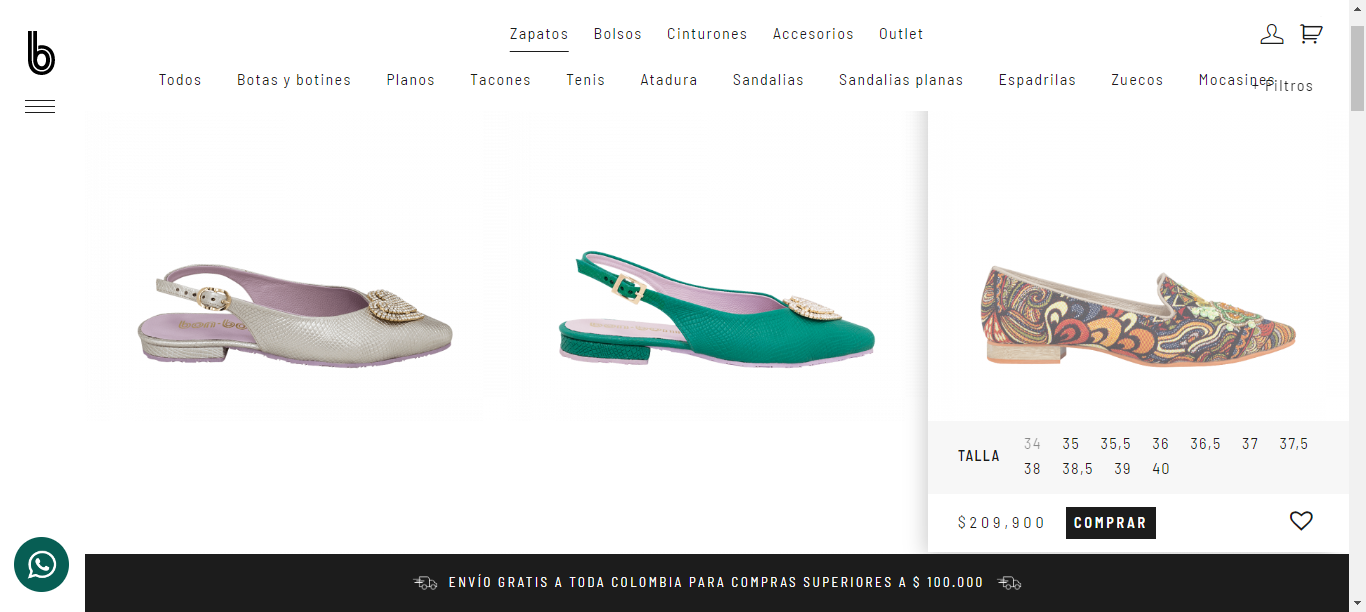 b
Zapatos Bolsos Cinturones Accesorios Outlet
Todos Botas y botines Planos Tacones Tenis Atadura Sandalias Sandalias planas Espadrilas Zuecos Mocasines
+ Filtros
TALLA
34 35 35,5 36 36,5 37 37,5
38 38,5 39 40
$209,900 COMPRAR
ENVÍO GRATIS A TODA COLOMBIA PARA COMPRAS SUPERIORES A $ 100.000